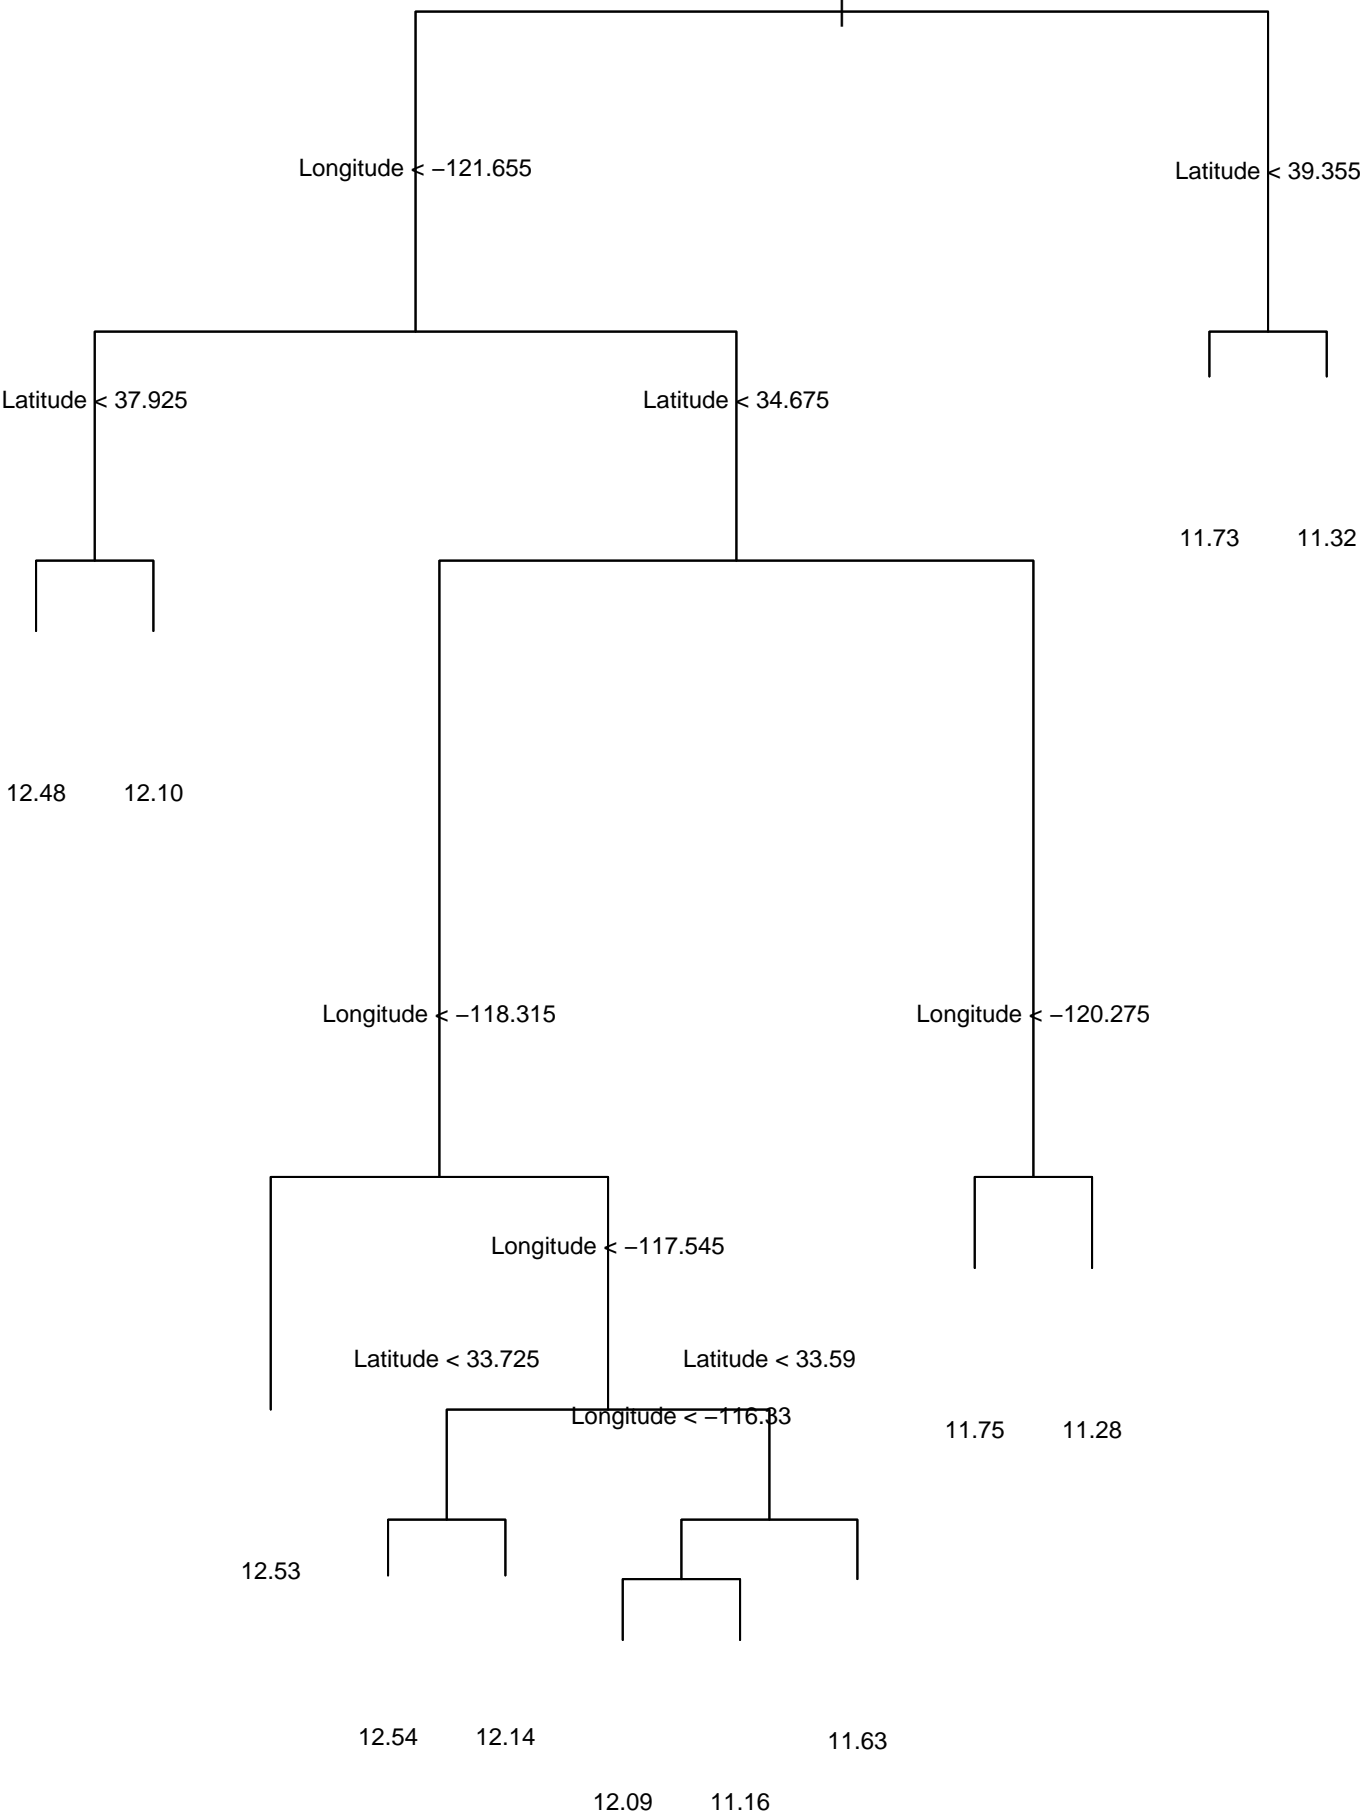 Longitude < −121.655
Latitude < 39.355
Latitude < 37.925
Latitude < 34.675
11.73
11.32
12.48
12.10
Longitude < −118.315
Longitude < −120.275
Longitude < −117.545
Latitude < 33.725
Latitude < 33.59
Longitude < −116.33
11.75
11.28
12.53
12.54
12.14
11.63
12.09
11.16